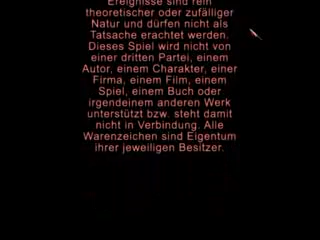 Ereignisse sind rein
theoretischer oder zufälliger
Natur und dürfen nicht als
Tatsache erachtet werden.
Dieses Spiel wird nicht von
einer dritten Partei, einem
Autor, einem Charakter, einer
Firma, einem Film, einem
Spiel, einem Buch oder
irgendeinem anderen Werk
unterstützt bzw. steht damit
nicht in Verbindung. Alle
Warenzeichen sind Eigentum
ihrer jeweiligen Besitzer.